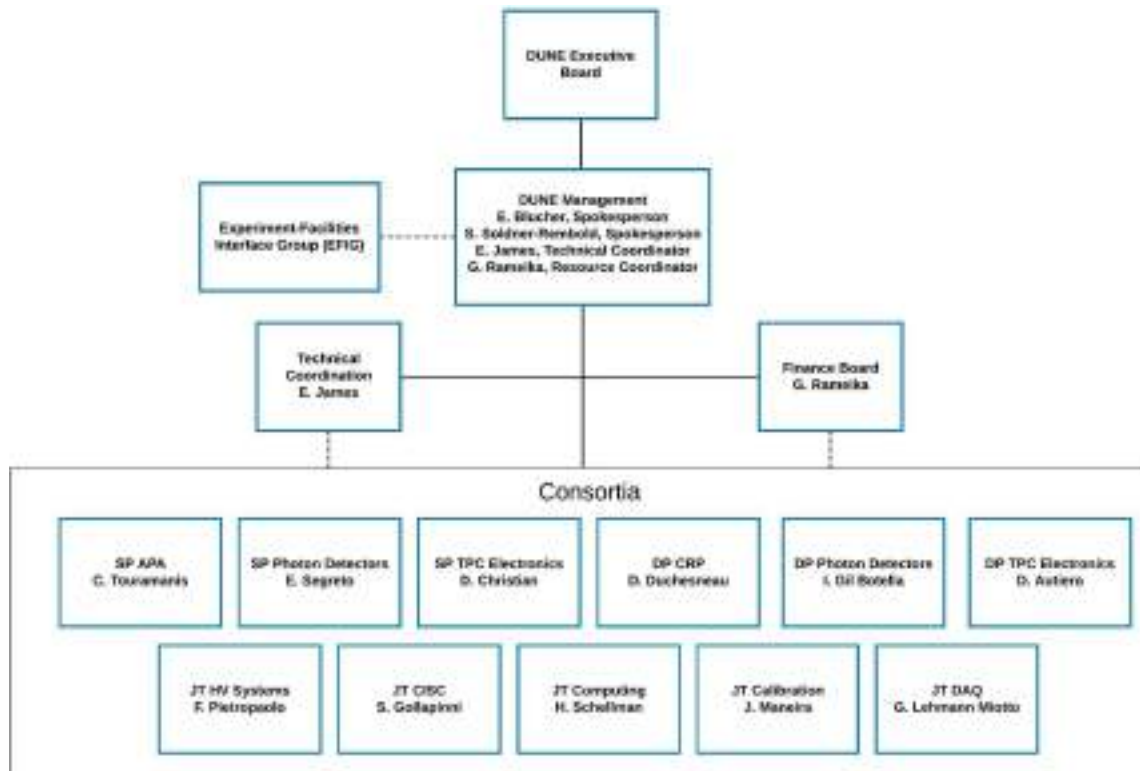 DUNE Executive
Board
DUNE Management
E. Blucher, Spokesperson
S. Soldner-Rembold, Spokesperson
E. James, Technical Coordinator
G. Rameika, Resource Coordinator
Experiment-Facilities
Interface Group (EFIG)
Technical
Coordination
E. James
Finance Board
G. Rameika
Consortia
SP APA
C. Touramanis
SP Photon Detectors
E. Segreto
SP TPC Electronics
D. Christian
DP CRP
D. Duchesneau
DP Photon Detectors
I. Gil Botella
DP TPC Electronics
D. Autiero
JT HV Systems
F. Pietropaolo
JT CISC
S. Gollapinni
JT Computing
H. Schellman
JT Calibration
J. Maneira
JT DAQ
G. Lehmann Miotto